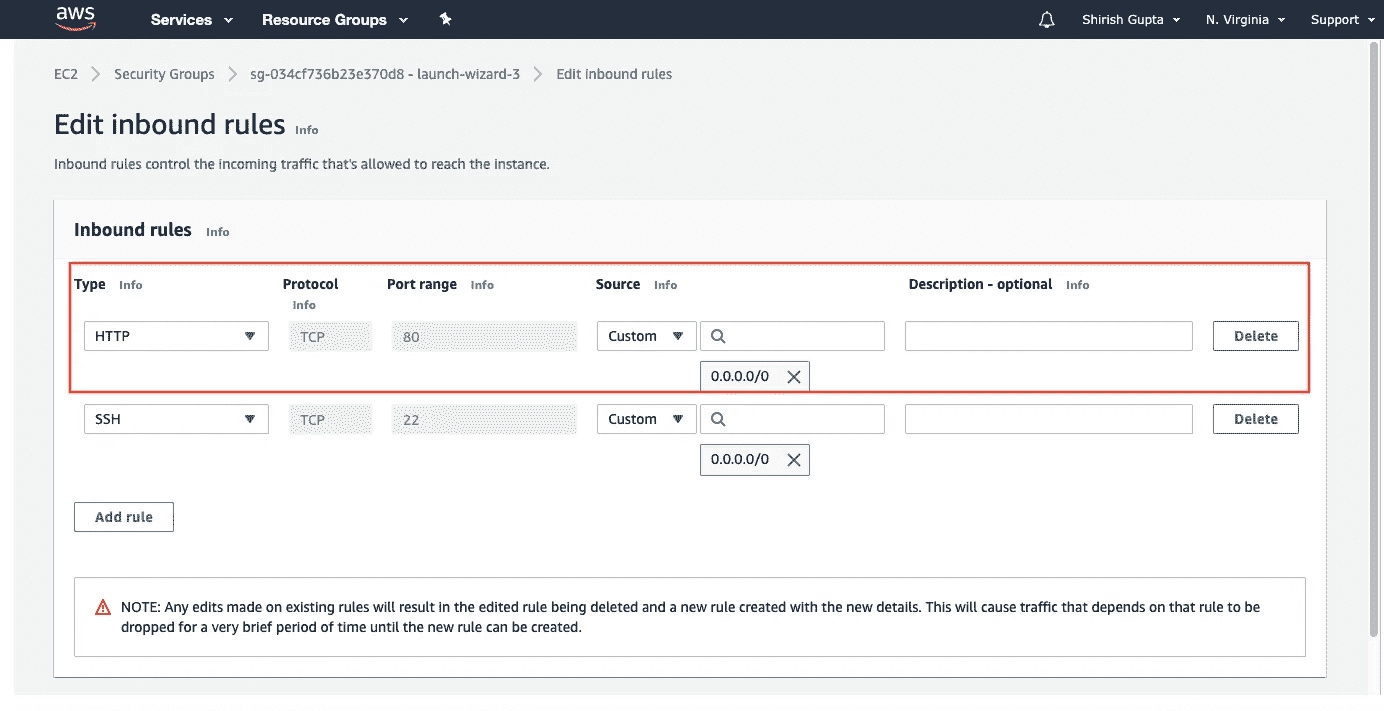 aws Services Resource Groups Shirish Gupta N. Virginia Support
EC2 Security Groups sg-034cf736b23e370d8 - launch-wizard-3 Edit inbound rules
Edit inbound rules Info
Inbound rules control the incoming traffic that's allowed to reach the instance.
Inbound rules Info
Type Info Protocol Port range Info Source Info Description - optional Info
Info
HTTP TCP 80 Custom Delete
0.0.0.0/0
SSH TCP 22 Custom Delete
0.0.0.0/0
Add rule
NOTE: Any edits made on existing rules will result in the edited rule being deleted and a new rule created with the new details. This will cause traffic that depends on that rule to be
dropped for a very brief period of time until the new rule can be created.